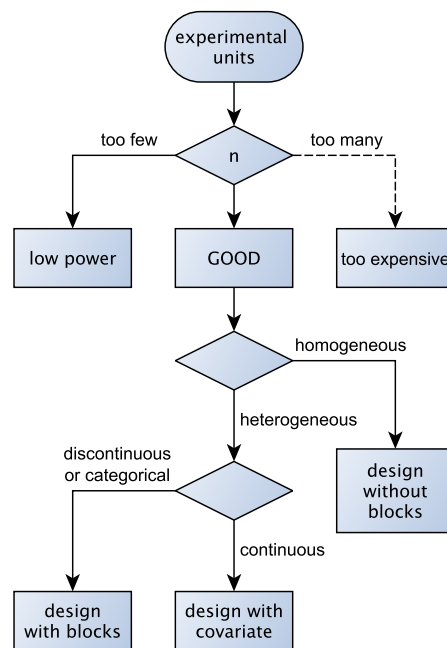 experimental
units
too few
too many
n
low power
GOOD
too expensive
homogeneous
heterogeneous
discontinuous
or categorical
design
without
blocks
continuous
design
with blocks
design with
covariate